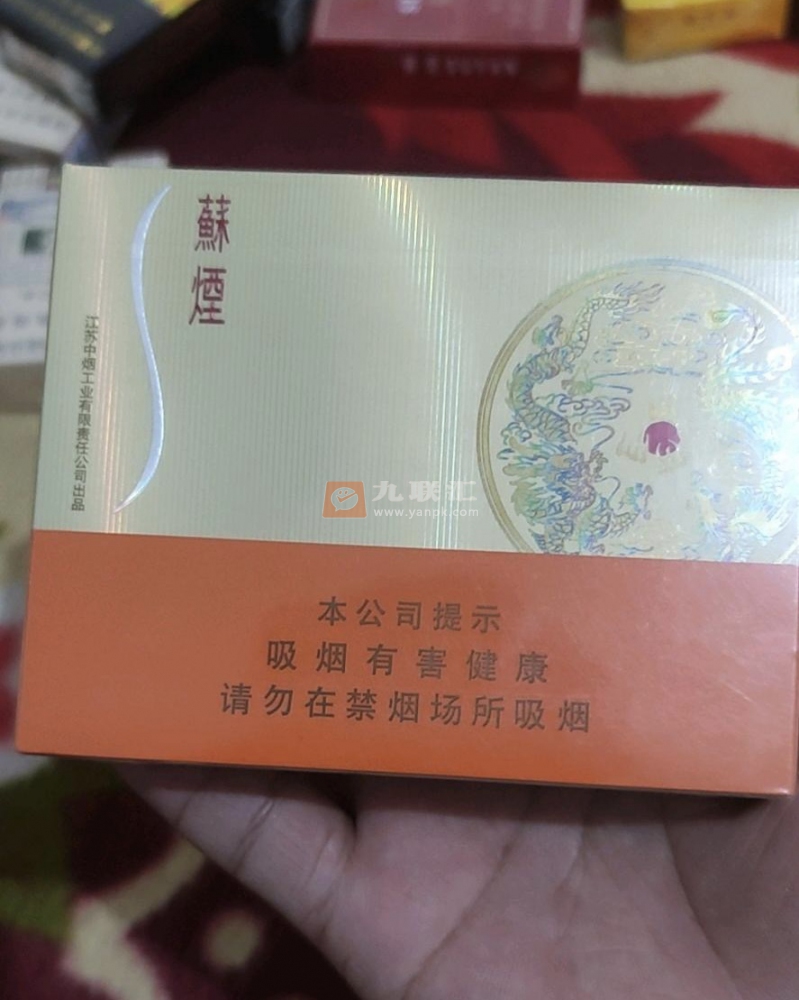 蘇煙
江苏中烟工业有限责任公司出品
九联汇
www.yanpk.com
本公司提示
吸烟有害健康
请勿在禁烟场所吸烟